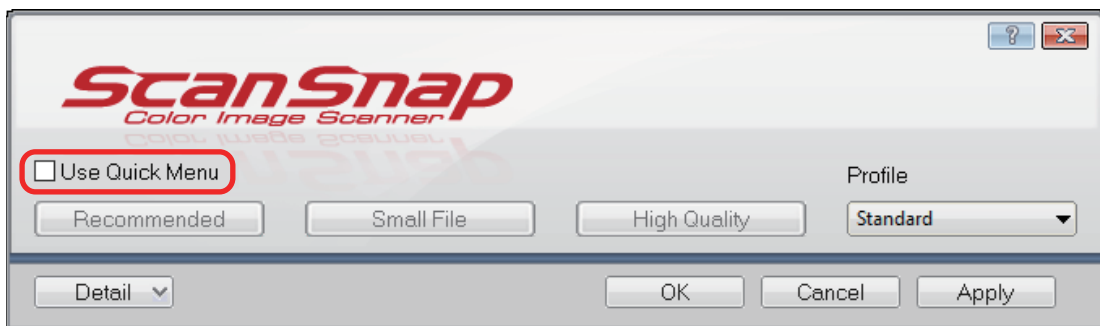 ?
ScanSnap
Color Image Scanner
Use Quick Menu
Profile
Recommended Small File High Quality Standard
Detail OK Cancel Apply